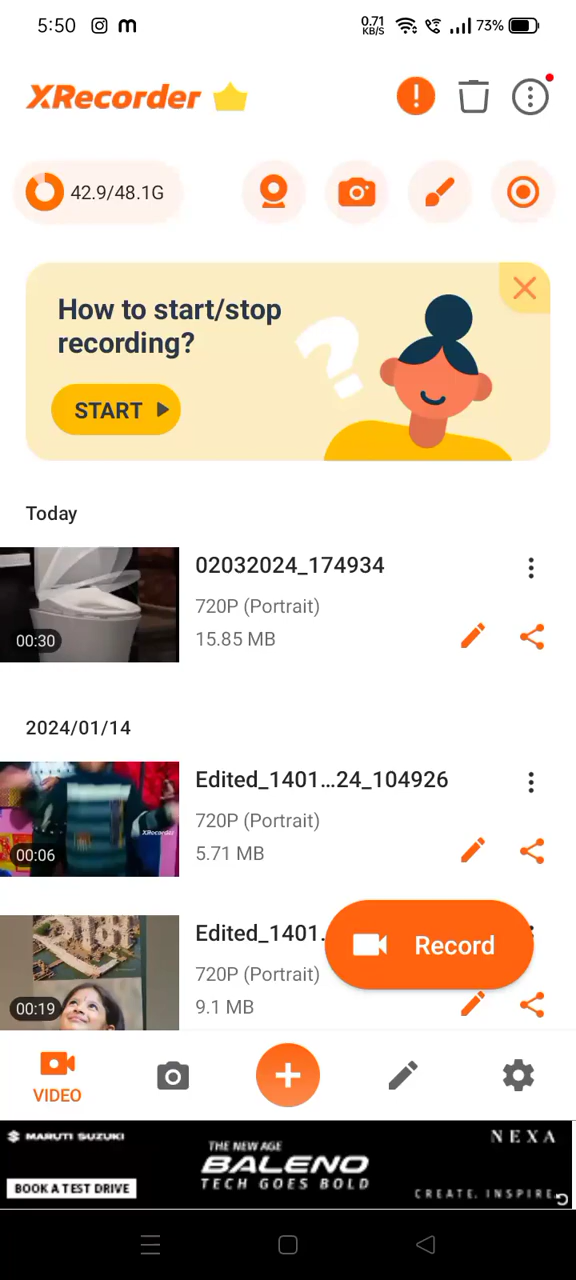 5:50
0.71
KB/S
73%
XRecorder
42.9/48.1G
How to start/stop
recording?
START
Today
02032024_174934
720P (Portrait)
00:30
15.85 MB
2024/01/14
Edited_1401...24_104926
720P (Portrait)
XRecorder
00:06
5.71 MB
Edited_1401.
Record
720P (Portrait)
00:19
9.1 MB
VIDEO
MARUTI SUZUKI
NEXA
THE NEW AGE
BALENO
TECH GOES BOLD
BOOK A TEST DRIVE
CREATE. INSPIRE.